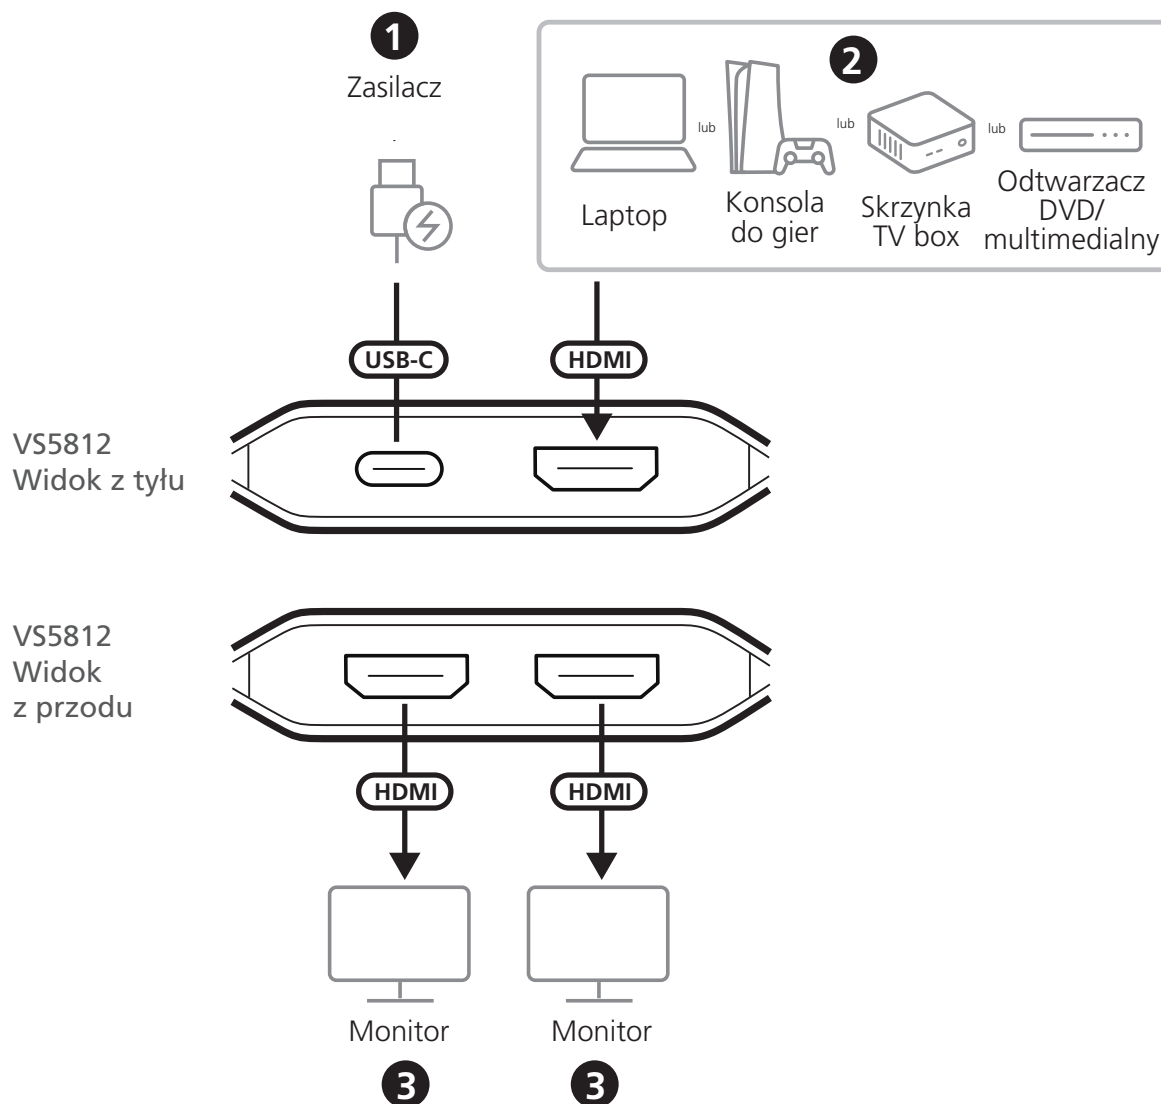 1
Zasilacz
2
lub
lub
lub
Laptop
Konsola
do gier
Skrzynka
TV box
Odtwarzacz
DVD/
multimedialny
USB-C
HDMI
VS5812
Widok z tyłu
VS5812
Widok
z przodu
HDMI
HDMI
Monitor
Monitor
3
3